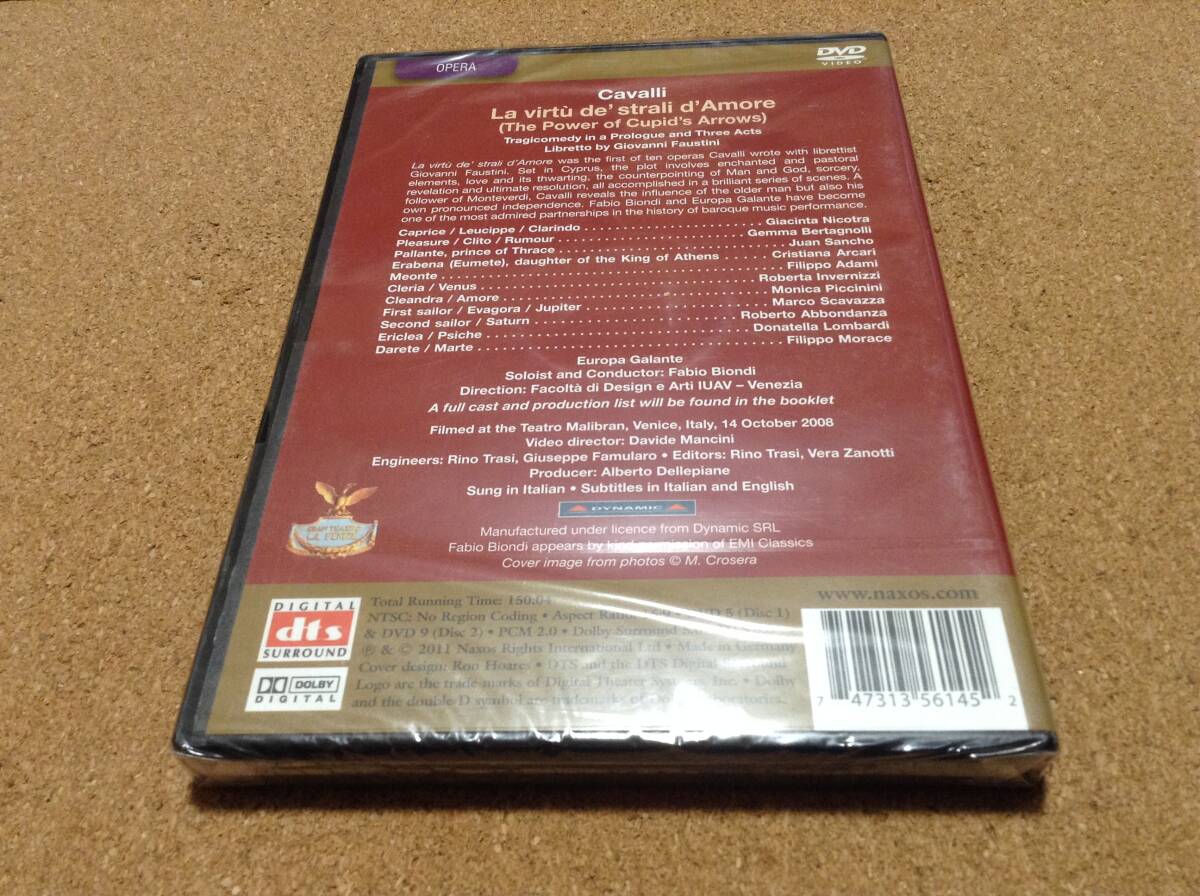 OPERA
DVD
VIDEO
Cavalli
La virtù de' strali d'Amore
(The Power of Cupid's Arrows)
Tragicomedy in a Prologue and Three Acts
Libretto by Giovanni Faustini
La virtù de' strali d'Amore was the first of ten operas Cavalli wrote with librettist
Giovanni Faustini. Set in Cyprus, the plot involves enchanted and pastoral
elements, love and its thwarting, the counterpointing of Man and God, sorcery,
revelation and ultimate resolution, all accomplished in a brilliant series of scenes. A
follower of Monteverdi, Cavalli reveals the influence of the older man but also his
own pronounced independence. Fabio Biondi and Europa Galante have become
one of the most admired partnerships in the history of baroque music performance.
Caprice / Leucippe / Clarindo . . . . . . . . . . . . . . . . . . . . . . . . Giacinta Nicotra
Pleasure / Clito / Rumour . . . . . . . . . . . . . . . . . . . . . . . . Gemma Bertagnolli
Pallante, prince of Thrace . . . . . . . . . . . . . . . . . . . . . . . . Juan Sancho
Erabena (Eumete), daughter of the King of Athens . . . . . . Cristiana Arcari
Meonte . . . . . . . . . . . . . . . . . . . . . . . . Filippo Adami
Cleria / Venus . . . . . . . . . . . . . . . . . . . . . . . . Roberta Invernizzi
Cleandra / Amore . . . . . . . . . . . . . . . . . . . . . . . . Monica Piccinini
First sailor / Evagora / Jupiter . . . . . . . . . . . . . . . . . . . . . . . . Marco Scavazza
Second sailor / Saturn . . . . . . . . . . . . . . . . . . . . . . . . Roberto Abbondanza
Ericlea / Psiche . . . . . . . . . . . . . . . . . . . . . . . . Donatella Lombardi
Darete / Marte . . . . . . . . . . . . . . . . . . . . . . . . Filippo Morace
Europa Galante
Soloist and Conductor: Fabio Biondi
Direction: Facoltà di Design e Arti IUAV – Venezia
A full cast and production list will be found in the booklet
Filmed at the Teatro Malibran, Venice, Italy, 14 October 2008
Video director: Davide Mancini
Engineers: Rino Trasi, Giuseppe Famularo • Editors: Rino Trasi, Vera Zanotti
Producer: Alberto Dellepiane
Sung in Italian • Subtitles in Italian and English
DYNAMIC
GRAN TEATRO
LA FENICE
Manufactured under licence from Dynamic SRL
Fabio Biondi appears by kind permission of EMI Classics
Cover image from photos © M. Crosera
DIGITAL
dts
SURROUND
DOLBY
DIGITAL
Total Running Time: 150:04
NTSC: No Region Coding • Aspect 5 (Disc 1)
& DVD 9 (Disc 2) • PCM 2.0 • Dolby Surround
℗ & © 2011 Naxos Rights International Ltd • Made in Germany
Cover design: Ron Hoares • DTS and the DTS Digital Surround
Logo are the trade marks of Digital Theater Systems, Inc. • Dolby
and the double-D symbol are trademarks of Laboratories.
www.naxos.com
7 47313 56145 2